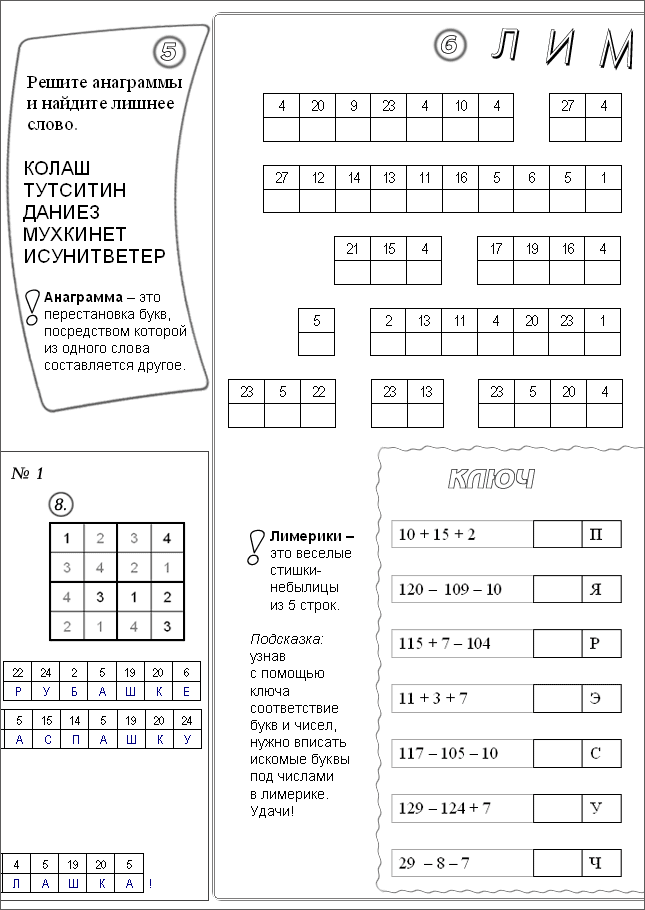 5
Решите анаграммы
и найдите лишнее
слово.
КОЛАШ
ТУТСИТИН
ДАНИЕЗ
МУХКИНЕТ
ИСУНИТВЕТЕР
Анаграмма – это
перестановка букв,
посредством которой
из одного слова
составляется другое.
№ 1
8.
1 2 3 4
3 4 2 1
4 3 1 2
2 1 4 3
22 24 2 5 19 20 6
Р У Б А Ш К Е
5 15 14 5 19 20 24
А С П А Ш К У
4 5 19 20 5
Л А Ш К А !
6 ЛИМ
4 20 9 23 4 10 4 27 4
27 12 14 13 11 16 5 6 5 1
21 15 4 17 19 16 4
5 2 13 11 4 20 23 1
23 5 22 23 13 23 5 20 4
Лимерики –
это веселые
стишки-
небылицы
из 5 строк.
Подсказка:
узнав
с помощью
ключа
соответствие
букв и чисел,
нужно вписать
искомые буквы
под числами
в лимерике.
Удачи!
КЛЮЧ
10 + 15 + 2 П
120 – 109 – 10 Я
115 + 7 – 104 Р
11 + 3 + 7 Э
117 – 105 – 10 С
129 – 124 + 7 У
29 – 8 – 7 Ч